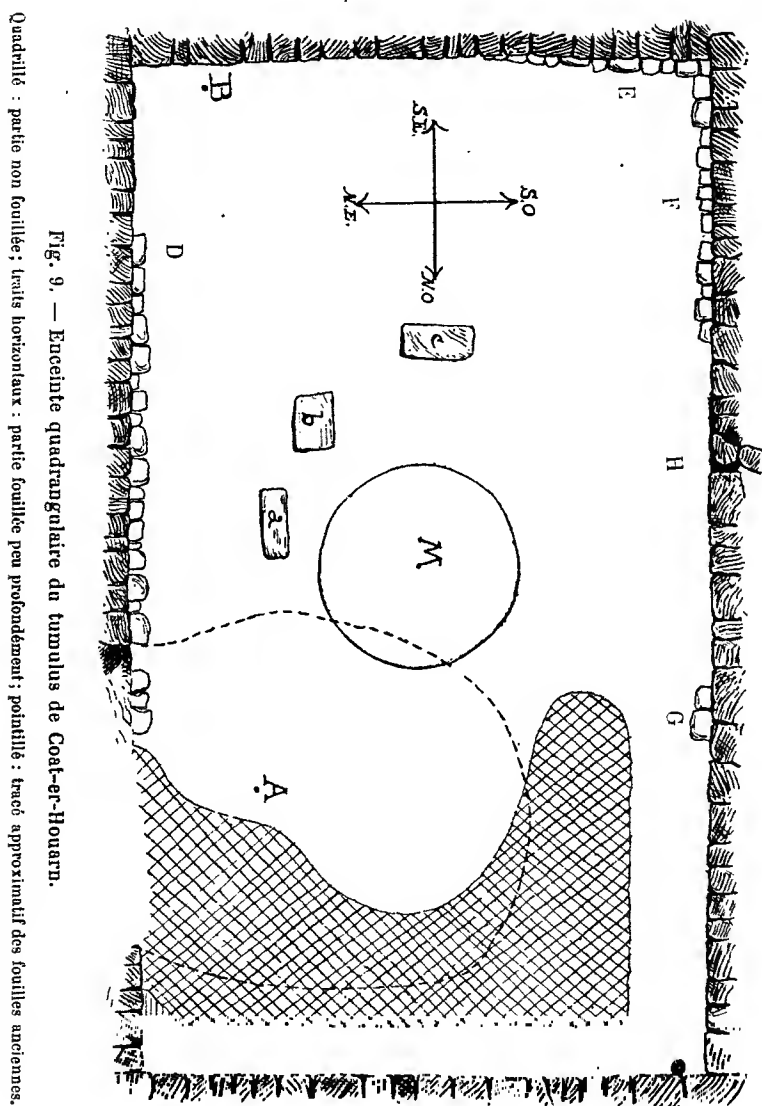 E
F
H
G
B
D
S.E.
S.O
N.E.
N.O
c
b
a
M
A
Fig. 9. — Enceinte quadrangulaire du tumulus de Coat-er-Houarn.
Quadrillé : partie non fouillée; traits horizontaux : partie fouillée peu profondément; pointillé : tracé approximatif des fouilles anciennes.